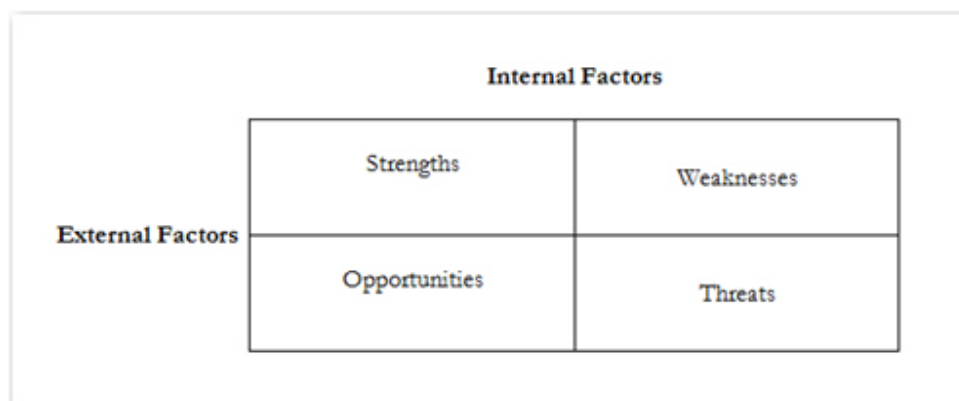 Internal Factors
Strengths
Weaknesses
External Factors
Opportunities
Threats